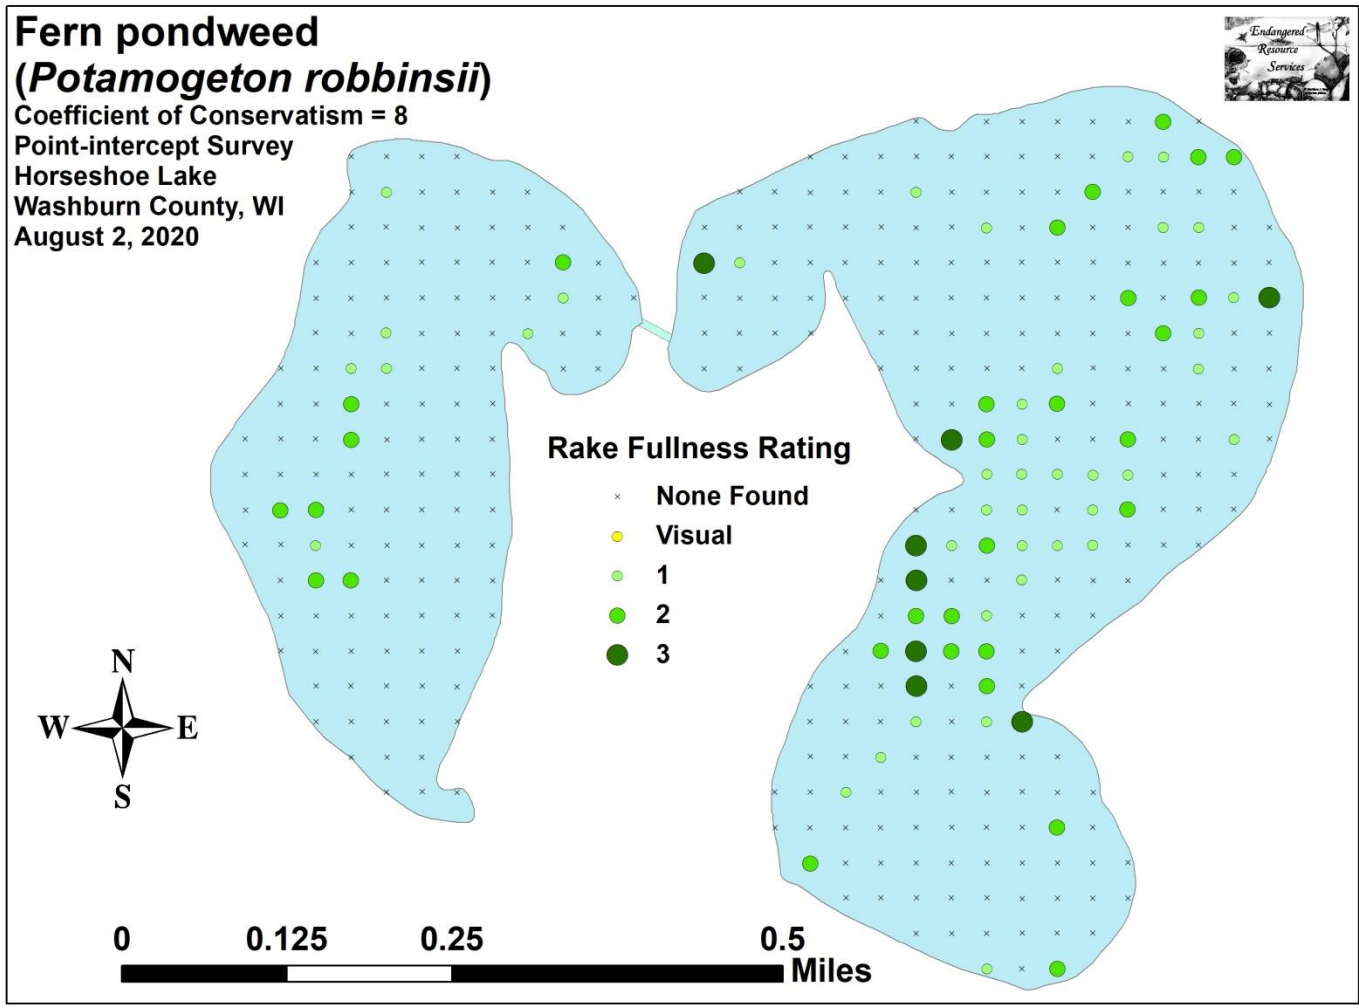 Fern pondweed
(Potamogeton robbinsii)
Coefficient of Conservatism = 8
Point-intercept Survey
Horseshoe Lake
Washburn County, WI
August 2, 2020
Endangered
Resource
Services
Rake Fullness Rating
None Found
Visual
1
2
3
N
W E
S
0 0.125 0.25 0.5
Miles